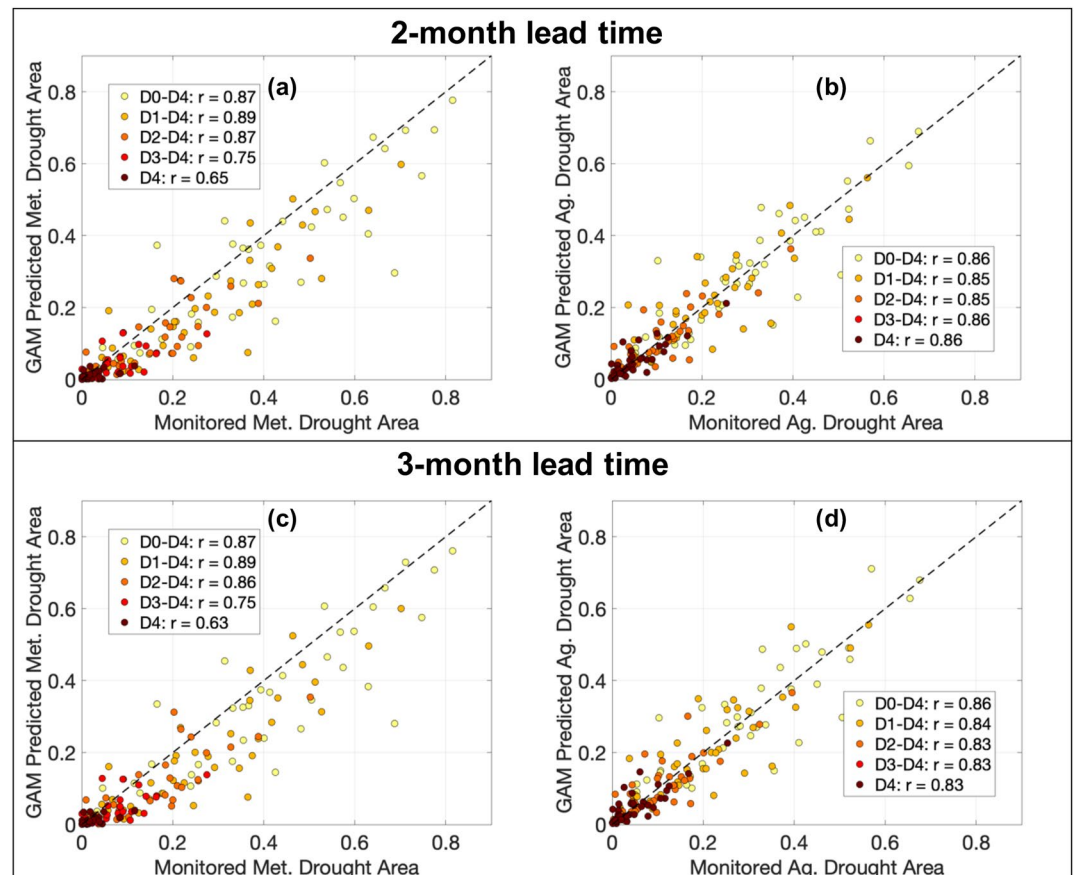 2-month lead time
(a)
GAM Predicted Met. Drought Area
0.8
0.6
0.4
0.2
0
D0-D4: r = 0.87
D1-D4: r = 0.89
D2-D4: r = 0.87
D3-D4: r = 0.75
D4: r = 0.65
0 0.2 0.4 0.6 0.8
Monitored Met. Drought Area
(b)
GAM Predicted Ag. Drought Area
0.8
0.6
0.4
0.2
0
D0-D4: r = 0.86
D1-D4: r = 0.85
D2-D4: r = 0.85
D3-D4: r = 0.86
D4: r = 0.86
0 0.2 0.4 0.6 0.8
Monitored Ag. Drought Area
3-month lead time
(c)
GAM Predicted Met. Drought Area
0.8
0.6
0.4
0.2
0
D0-D4: r = 0.87
D1-D4: r = 0.89
D2-D4: r = 0.86
D3-D4: r = 0.75
D4: r = 0.63
0 0.2 0.4 0.6 0.8
Monitored Met. Drought Area
(d)
GAM Predicted Ag. Drought Area
0.8
0.6
0.4
0.2
0
D0-D4: r = 0.86
D1-D4: r = 0.84
D2-D4: r = 0.83
D3-D4: r = 0.83
D4: r = 0.83
0 0.2 0.4 0.6 0.8
Monitored Ag. Drought Area